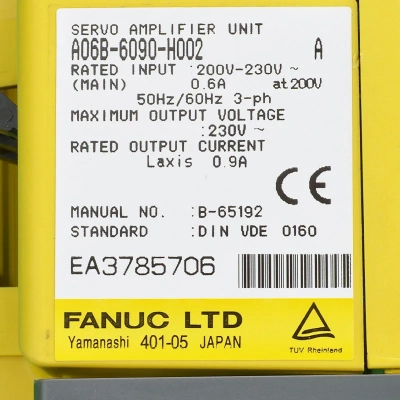 SERVO AMPLIFIER UNIT
A06B-6090-H002 A
RATED INPUT :200V-230V~
(MAIN) 0.6A at 200V
50Hz/60Hz 3-ph
MAXIMUM OUTPUT VOLTAGE
:230V~
RATED OUTPUT CURRENT
Laxis 0.9A
CE
MANUAL NO. :B-65192
STANDARD :DIN VDE 0160
EA3785706
FANUC LTD
Yamanashi 401-05 JAPAN
TUV Rheinland